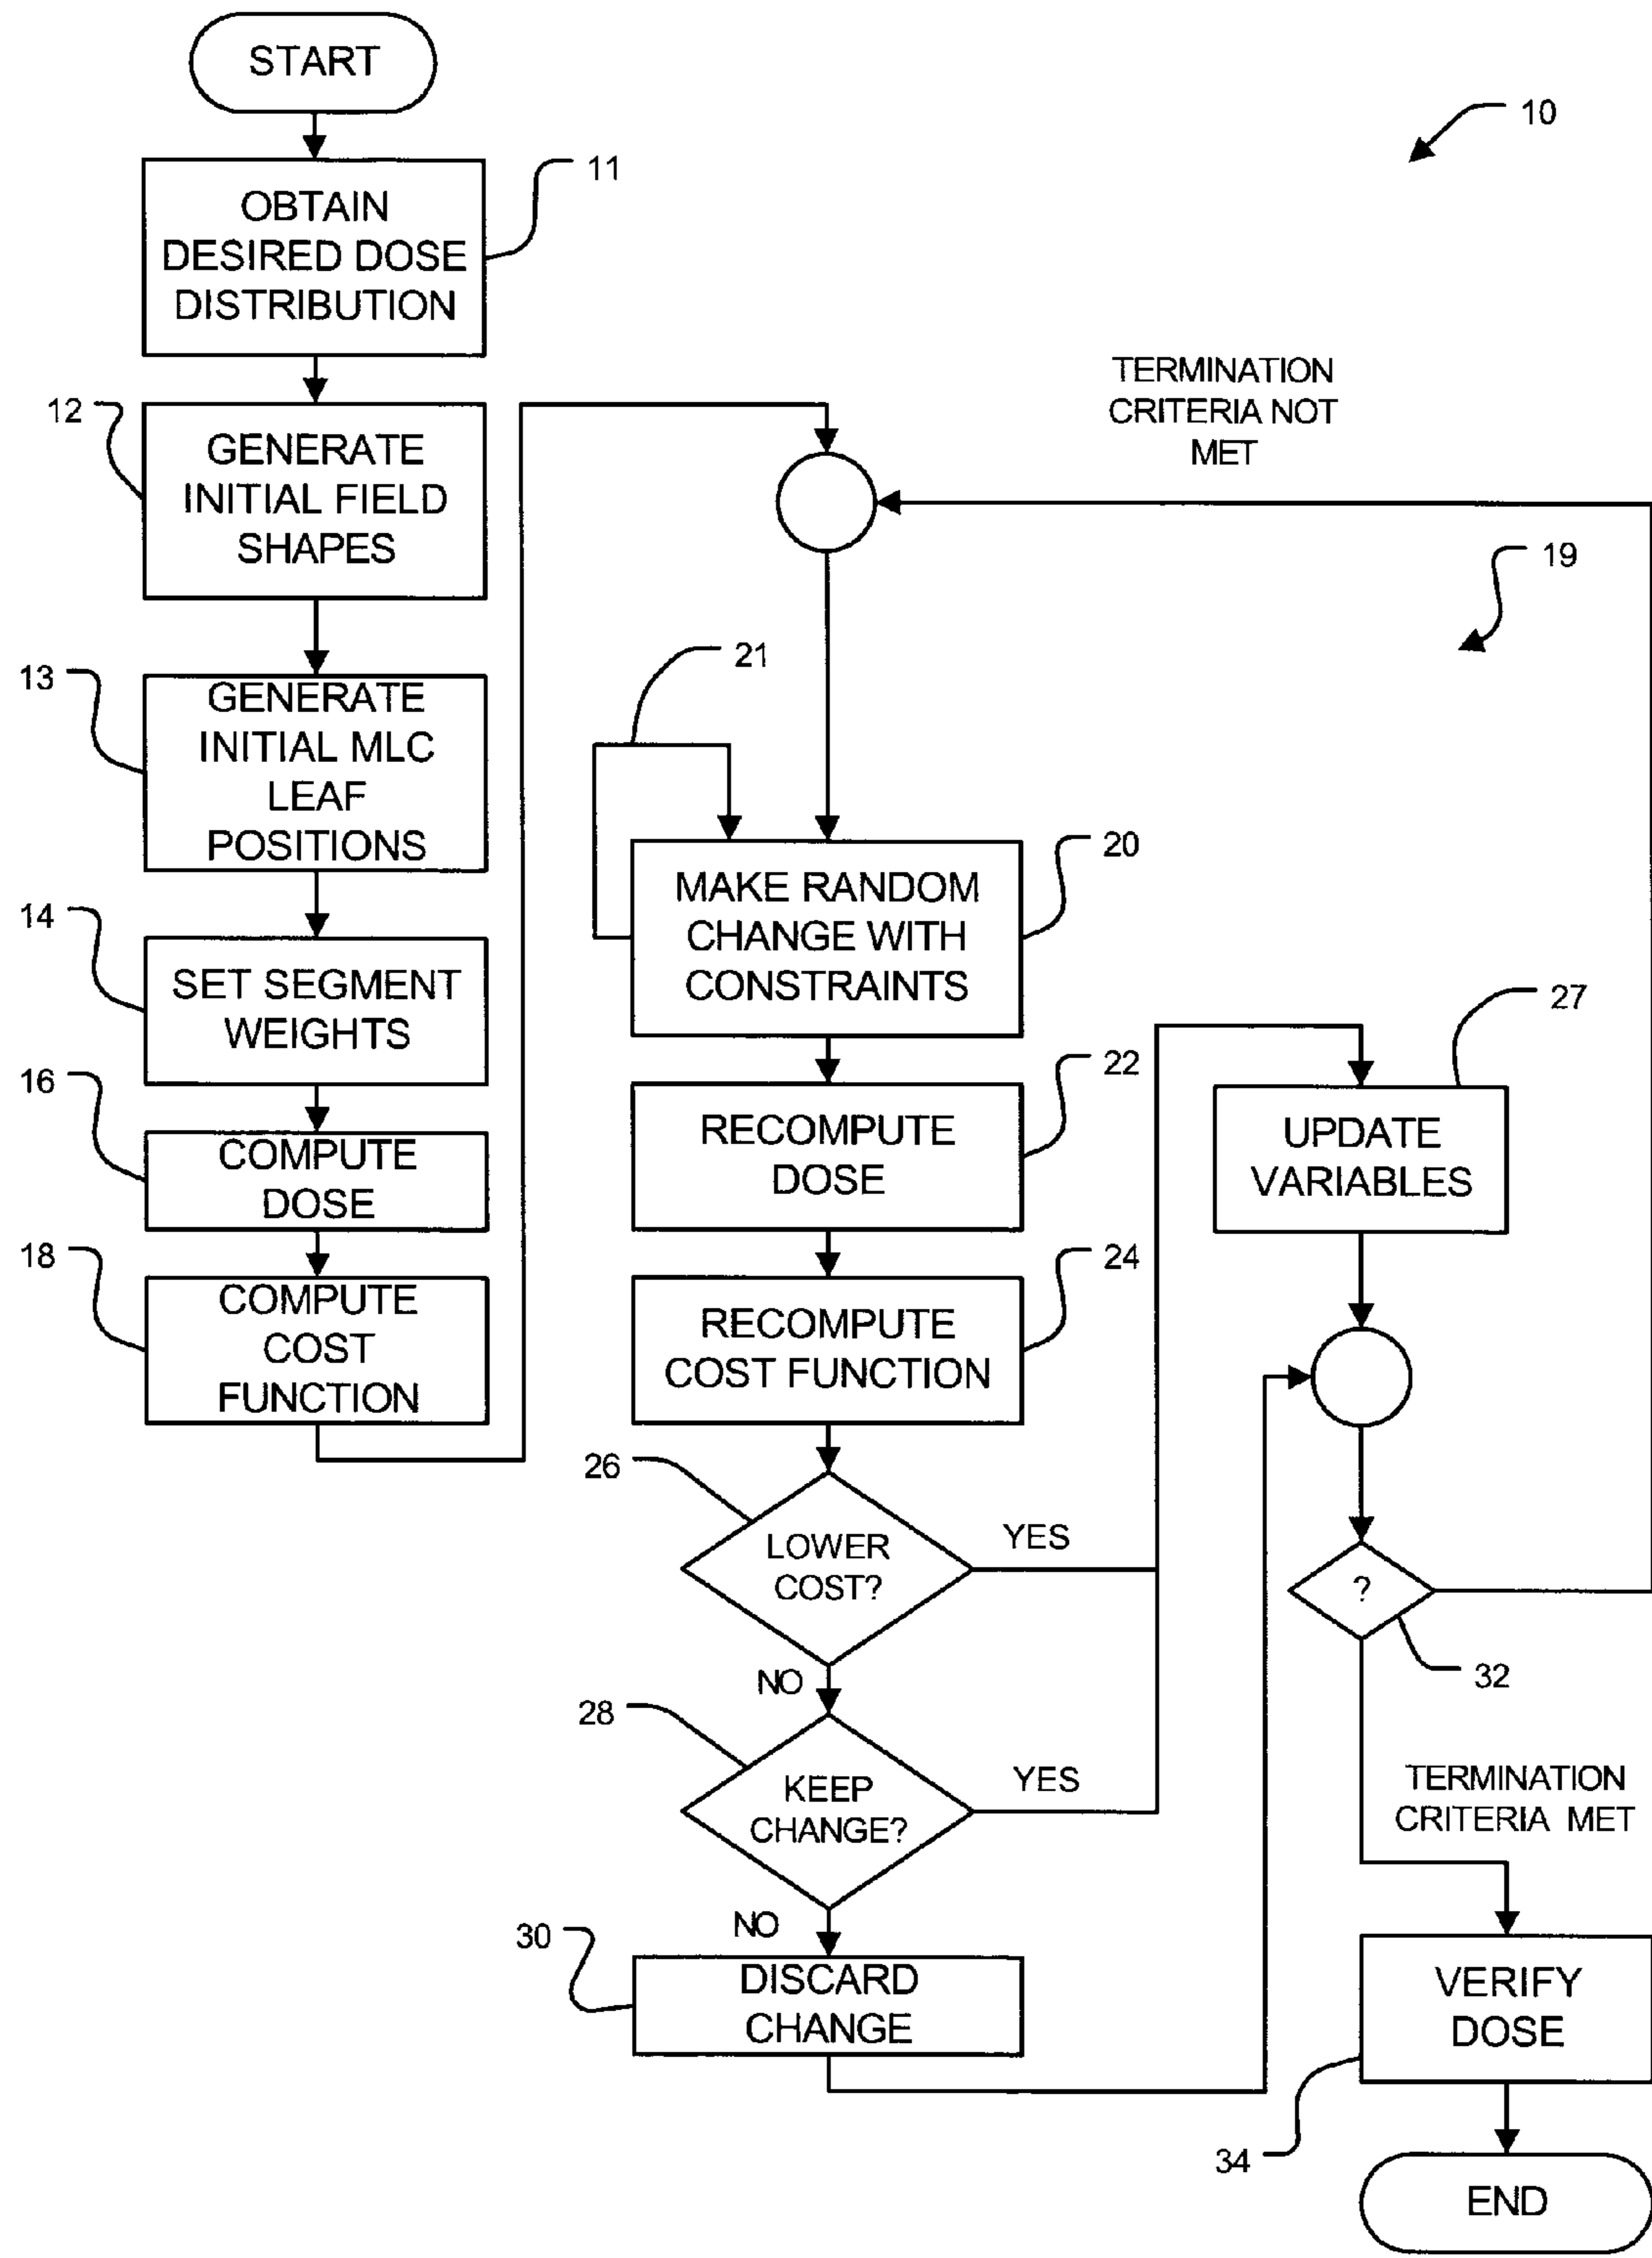 START
10
11
OBTAIN
DESIRED DOSE
DISTRIBUTION
12
GENERATE
INITIAL FIELD
SHAPES
13
GENERATE
INITIAL MLC
LEAF
POSITIONS
14
SET SEGMENT
WEIGHTS
16
COMPUTE
DOSE
18
COMPUTE
COST
FUNCTION
TERMINATION
CRITERIA NOT
MET
19
21
20
MAKE RANDOM
CHANGE WITH
CONSTRAINTS
22
RECOMPUTE
DOSE
24
RECOMPUTE
COST FUNCTION
26
LOWER
COST?
YES
NO
28
KEEP
CHANGE?
YES
NO
30
DISCARD
CHANGE
27
UPDATE
VARIABLES
?
32
TERMINATION
CRITERIA MET
VERIFY
DOSE
34
END